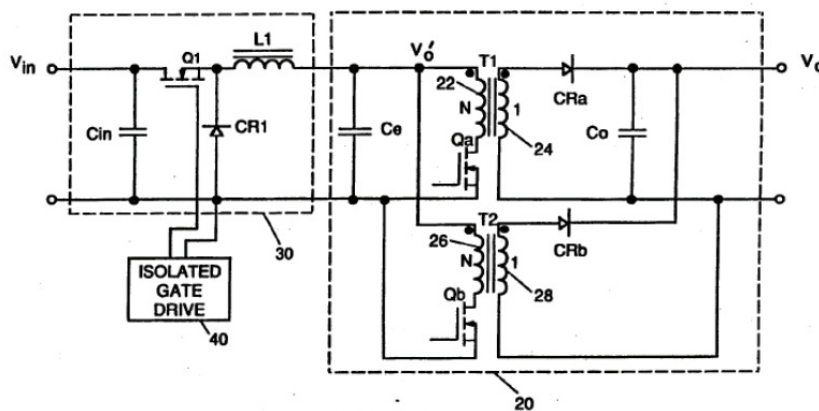 Vin
Cin
Q1
L1
CR1
ISOLATED
GATE
DRIVE
40
30
Vo'
Ce
T1
22
N
1
24
Qa
CRa
Co
Vo
T2
26
N
1
28
Qb
CRb
20